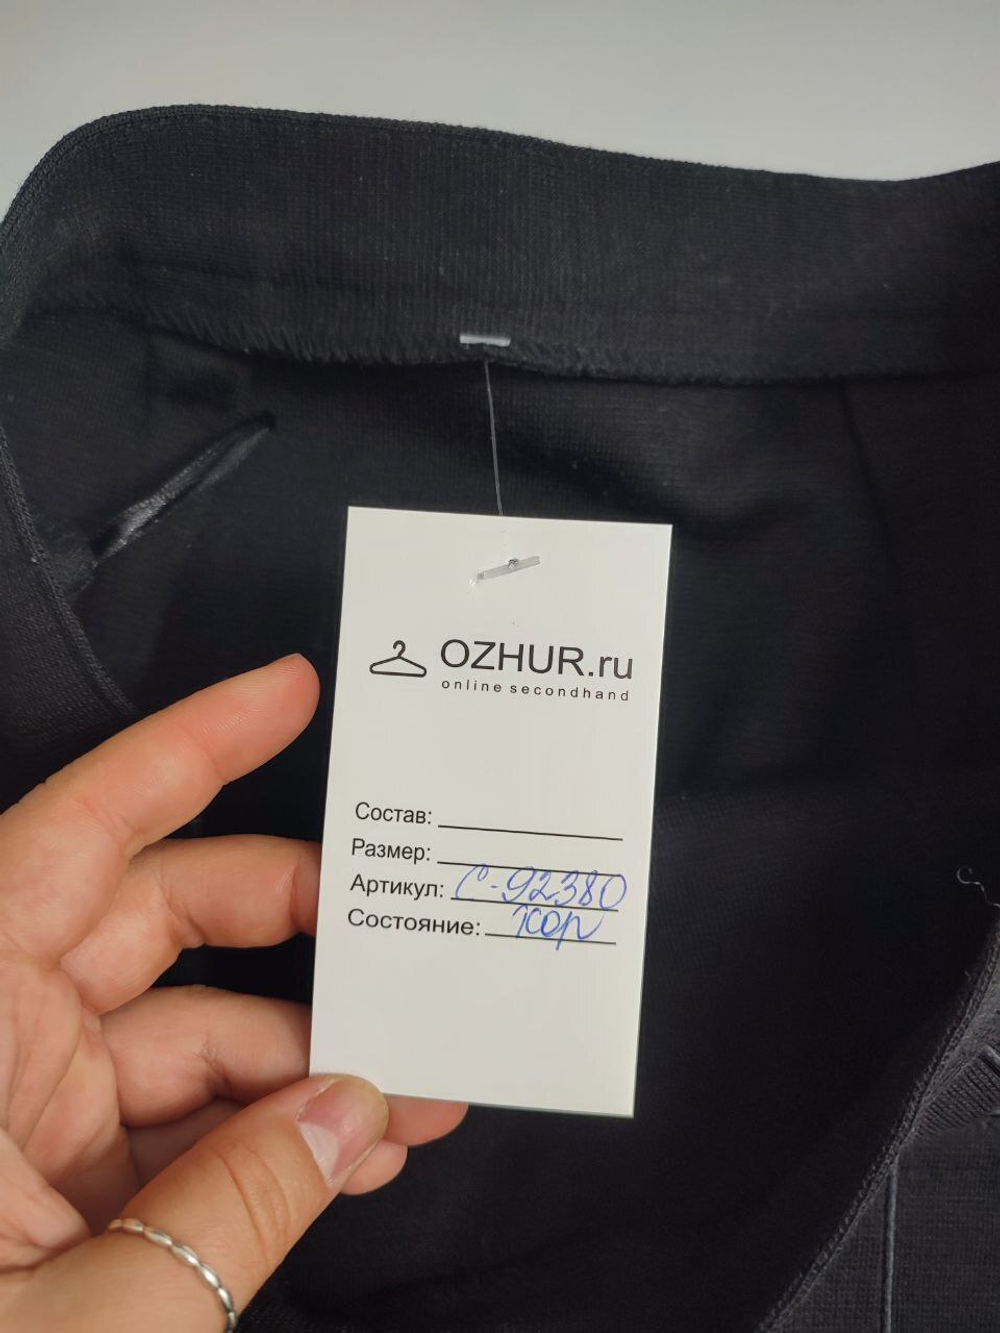 OZHUR.ru
online secondhand
Состав:
Размер:
Артикул: С-92380
Состояние: хор